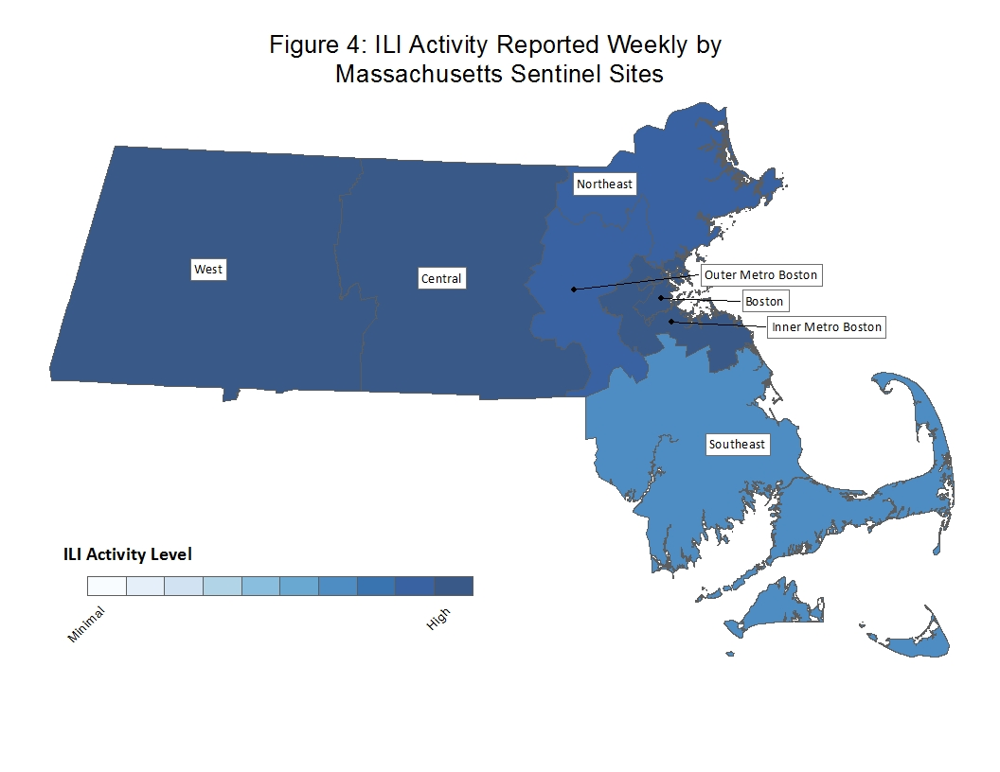 Figure 4: ILI Activity Reported Weekly by
Massachusetts Sentinel Sites
Northeast
West
Central
Outer Metro Boston
Boston
Inner Metro Boston
Southeast
ILI Activity Level
Minimal
High